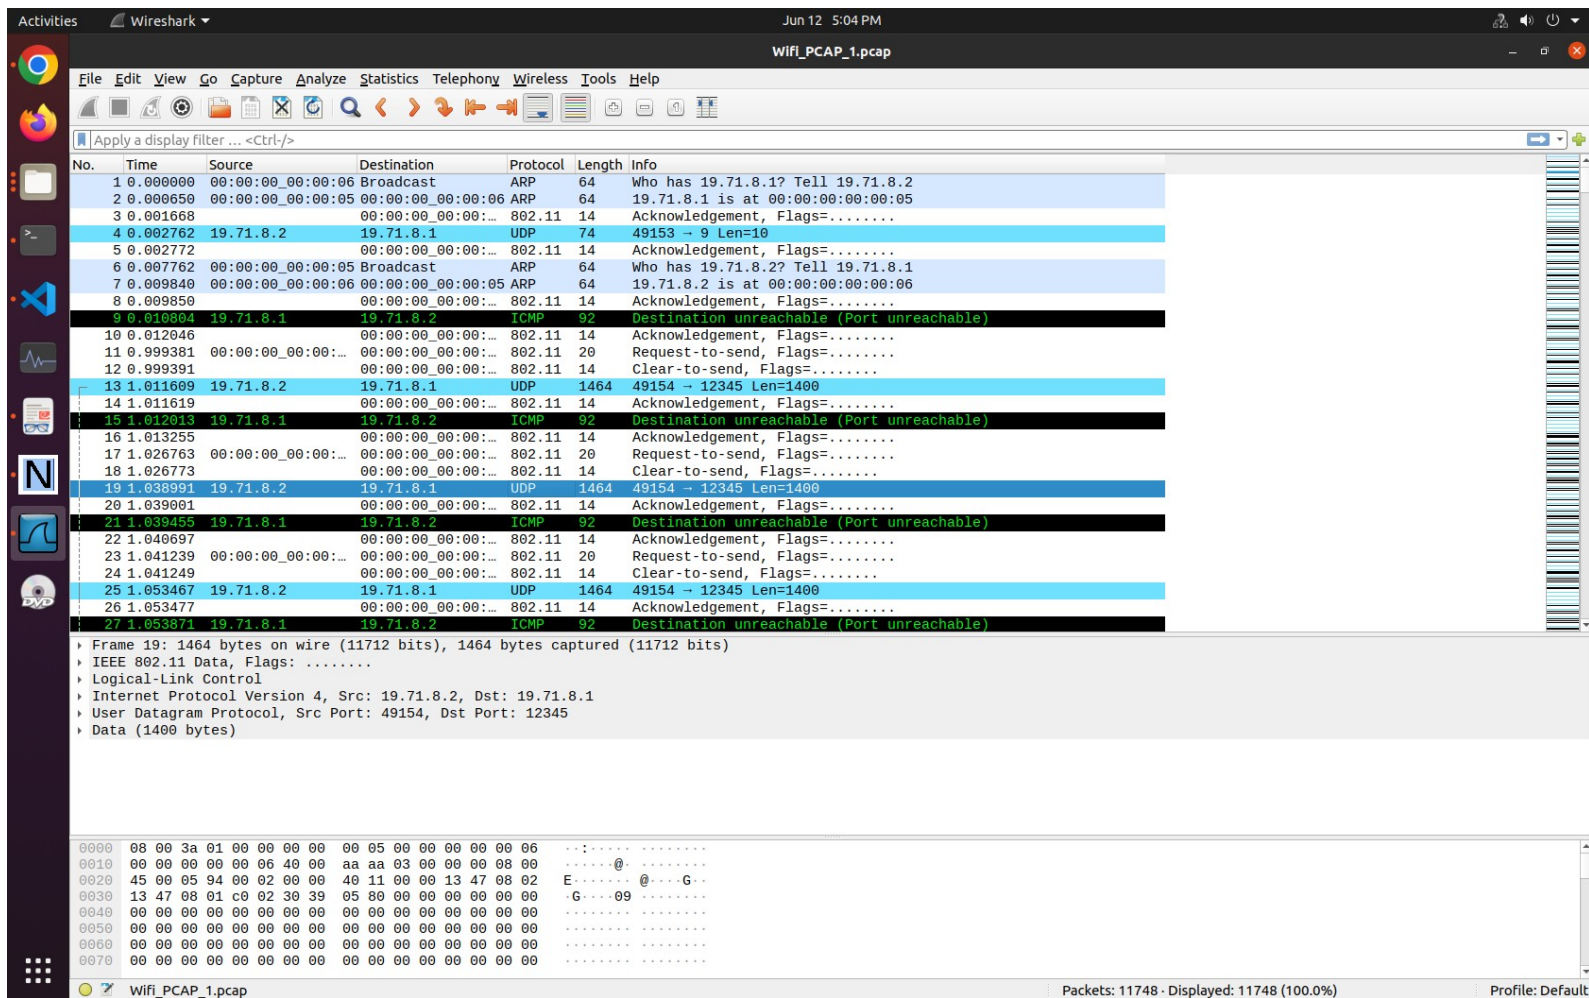 Activities Wireshark Jun 12 5:04 PM
Wifi_PCAP_1.pcap
File Edit View Go Capture Analyze Statistics Telephony Wireless Tools Help
Apply a display filter … <Ctrl-/>
No. Time Source Destination Protocol Length Info
1 0.000000 00:00:00_00:00:06 Broadcast ARP 64 Who has 19.71.8.1? Tell 19.71.8.2
2 0.000650 00:00:00_00:00:05 00:00:00_00:00:06 ARP 64 19.71.8.1 is at 00:00:00:00:00:05
3 0.001668 00:00:00_00:00:… 802.11 14 Acknowledgement, Flags=........
4 0.002762 19.71.8.2 19.71.8.1 UDP 74 49153 → 9 Len=10
5 0.002772 00:00:00_00:00:… 802.11 14 Acknowledgement, Flags=........
6 0.007762 00:00:00_00:00:05 Broadcast ARP 64 Who has 19.71.8.2? Tell 19.71.8.1
7 0.009840 00:00:00_00:00:06 00:00:00_00:00:05 ARP 64 19.71.8.2 is at 00:00:00:00:00:06
8 0.009850 00:00:00_00:00:… 802.11 14 Acknowledgement, Flags=........
9 0.010804 19.71.8.1 19.71.8.2 ICMP 92 Destination unreachable (Port unreachable)
10 0.012046 00:00:00_00:00:… 802.11 14 Acknowledgement, Flags=........
11 0.999381 00:00:00_00:00:… 00:00:00_00:00:… 802.11 20 Request-to-send, Flags=........
12 0.999391 00:00:00_00:00:… 802.11 14 Clear-to-send, Flags=........
13 1.011609 19.71.8.2 19.71.8.1 UDP 1464 49154 → 12345 Len=1400
14 1.011619 00:00:00_00:00:… 802.11 14 Acknowledgement, Flags=........
15 1.012013 19.71.8.1 19.71.8.2 ICMP 92 Destination unreachable (Port unreachable)
16 1.013255 00:00:00_00:00:… 802.11 14 Acknowledgement, Flags=........
17 1.026763 00:00:00_00:00:… 00:00:00_00:00:… 802.11 20 Request-to-send, Flags=........
18 1.026773 00:00:00_00:00:… 802.11 14 Clear-to-send, Flags=........
19 1.038991 19.71.8.2 19.71.8.1 UDP 1464 49154 → 12345 Len=1400
20 1.039001 00:00:00_00:00:… 802.11 14 Acknowledgement, Flags=........
21 1.039455 19.71.8.1 19.71.8.2 ICMP 92 Destination unreachable (Port unreachable)
22 1.040697 00:00:00_00:00:… 802.11 14 Acknowledgement, Flags=........
23 1.041239 00:00:00_00:00:… 00:00:00_00:00:… 802.11 20 Request-to-send, Flags=........
24 1.041249 00:00:00_00:00:… 802.11 14 Clear-to-send, Flags=........
25 1.053467 19.71.8.2 19.71.8.1 UDP 1464 49154 → 12345 Len=1400
26 1.053477 00:00:00_00:00:… 802.11 14 Acknowledgement, Flags=........
27 1.053871 19.71.8.1 19.71.8.2 ICMP 92 Destination unreachable (Port unreachable)
Frame 19: 1464 bytes on wire (11712 bits), 1464 bytes captured (11712 bits)
IEEE 802.11 Data, Flags: ........
Logical-Link Control
Internet Protocol Version 4, Src: 19.71.8.2, Dst: 19.71.8.1
User Datagram Protocol, Src Port: 49154, Dst Port: 12345
Data (1400 bytes)
0000 08 00 3a 01 00 00 00 00 00 05 00 00 00 00 00 06 ··:····· ········
0010 00 00 00 00 00 06 40 00 aa aa 03 00 00 00 08 00 ······@· ········
0020 45 00 05 94 00 02 00 00 40 11 00 00 13 47 08 02 E······· @····G··
0030 13 47 08 01 c0 02 30 39 05 80 00 00 00 00 00 00 ·G····09 ········
0040 00 00 00 00 00 00 00 00 00 00 00 00 00 00 00 00 ········ ········
0050 00 00 00 00 00 00 00 00 00 00 00 00 00 00 00 00 ········ ········
0060 00 00 00 00 00 00 00 00 00 00 00 00 00 00 00 00 ········ ········
0070 00 00 00 00 00 00 00 00 00 00 00 00 00 00 00 00 ········ ········
Wifi_PCAP_1.pcap Packets: 11748 · Displayed: 11748 (100.0%) Profile: Default
N
DVD